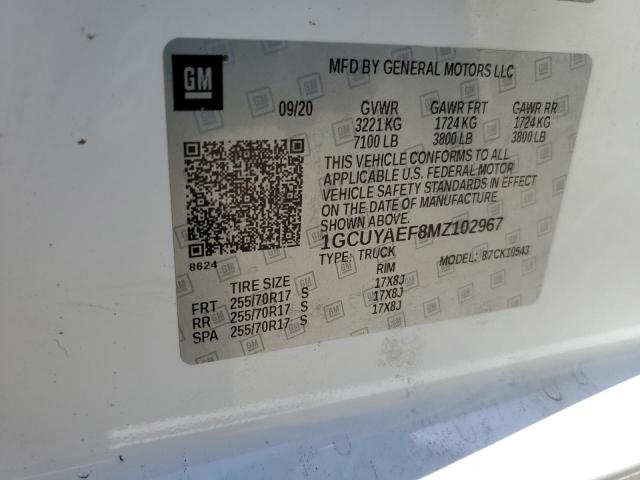 GM
MFD BY GENERAL MOTORS LLC
09/20 GVWR GAWR FRT GAWR RR
3221 KG 1724 KG 1724 KG
7100 LB 3800 LB 3800 LB
THIS VEHICLE CONFORMS TO ALL
APPLICABLE U.S. FEDERAL MOTOR
VEHICLE SAFETY STANDARDS IN EFFECT
ON THE DATE OF MANUFACTURE
SHOWN ABOVE.
1GCUYAEF8MZ102967
8624 TYPE: TRUCK MODEL: 87CK10543
TIRE SIZE RIM
FRT 255/70R17 S 17X8J
RR 255/70R17 S 17X8J
SPA 255/70R17 S 17X8J